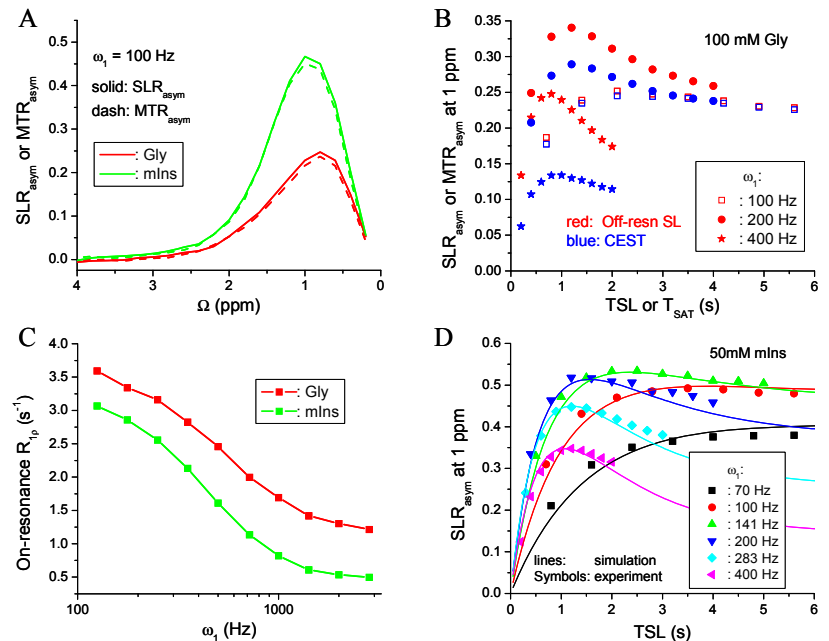 A
ω1 = 100 Hz
solid: SLRasym
dash: MTRasym
: Gly
: mIns
SLRasym or MTRasym
0.5
0.4
0.3
0.2
0.1
0.0
4 3 2 1 0
Ω (ppm)
B
100 mM Gly
SLRasym or MTRasym at 1 ppm
0.35
0.30
0.25
0.20
0.15
0.10
0.05
0.00
red: Off-resn SL
blue: CEST
ω1:
: 100 Hz
: 200 Hz
: 400 Hz
0 1 2 3 4 5 6
TSL or TSAT (s)
C
On-resonance R1ρ (s-1)
4.0
3.5
3.0
2.5
2.0
1.5
1.0
0.5
: Gly
: mIns
100 1000
ω1 (Hz)
D
50mM mIns
SLRasym at 1 ppm
0.6
0.5
0.4
0.3
0.2
0.1
0.0
ω1:
: 70 Hz
: 100 Hz
: 141 Hz
: 200 Hz
: 283 Hz
: 400 Hz
lines: simulation
Symbols: experiment
0 1 2 3 4 5 6
TSL (s)